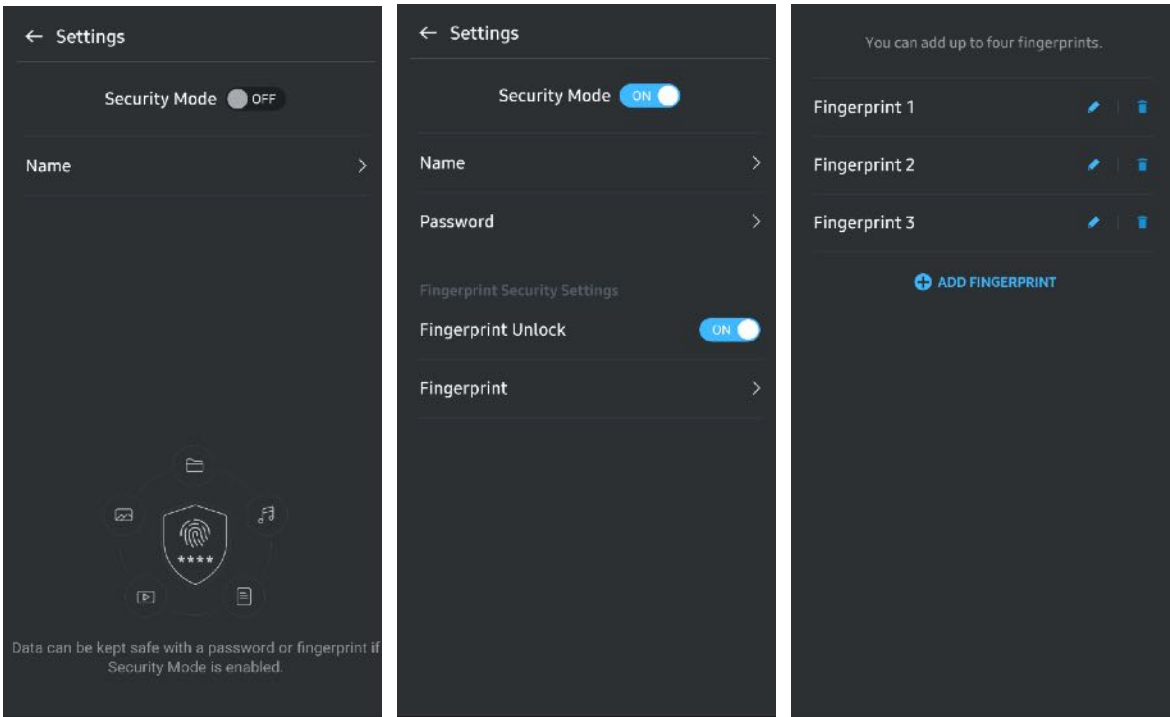 Settings
Security Mode OFF
Name
****
Data can be kept safe with a password or fingerprint if
Security Mode is enabled.
Settings
Security Mode ON
Name
Password
Fingerprint Security Settings
Fingerprint Unlock ON
Fingerprint
You can add up to four fingerprints.
Fingerprint 1
Fingerprint 2
Fingerprint 3
ADD FINGERPRINT